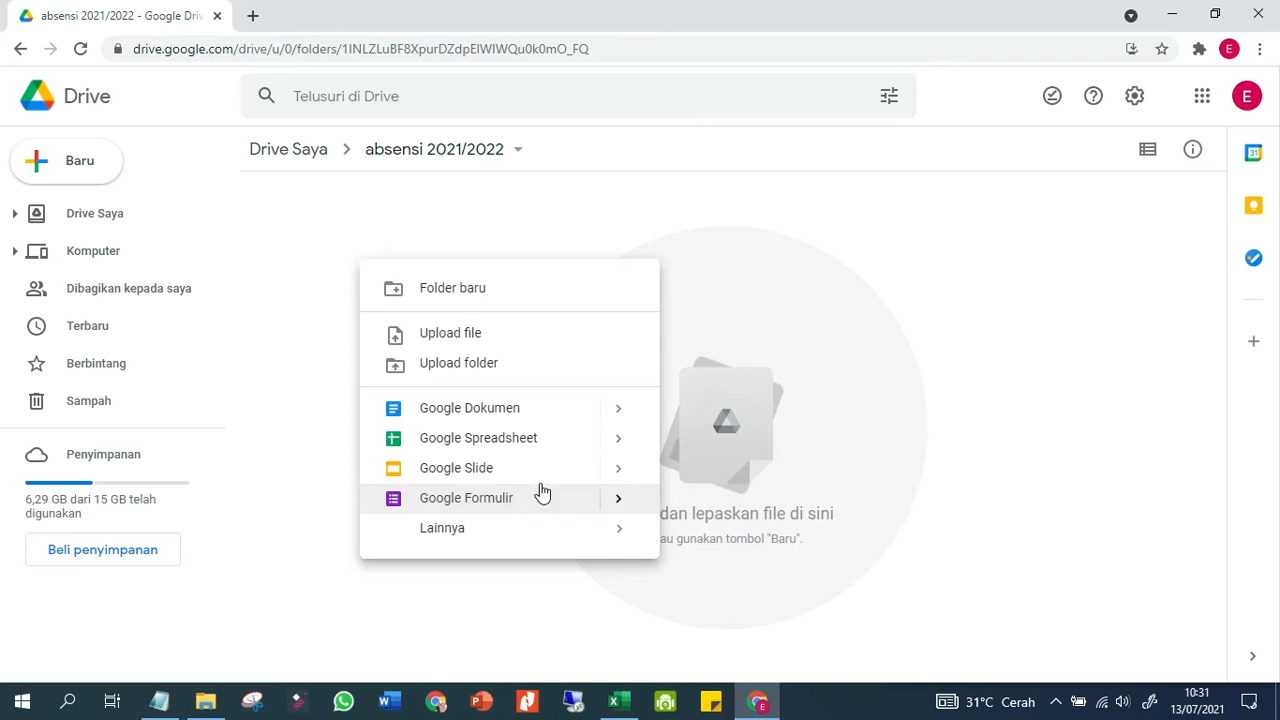 absensi 2021/2022 - Google Driv
drive.google.com/drive/u/0/folders/1INLZLuBF8XpurDZdpEIWIWQu0k0mO_FQ
E
Drive
Telusuri di Drive
E
Baru
Drive Saya
absensi 2021/2022
31
Drive Saya
Komputer
Dibagikan kepada saya
Terbaru
Berbintang
Sampah
Penyimpanan
6,29 GB dari 15 GB telah
digunakan
Beli penyimpanan
Folder baru
Upload file
Upload folder
Google Dokumen
Google Spreadsheet
Google Slide
Google Formulir
Lainnya
dan lepaskan file di sini
au gunakan tombol "Baru".
31°C Cerah
10:31
13/07/2021